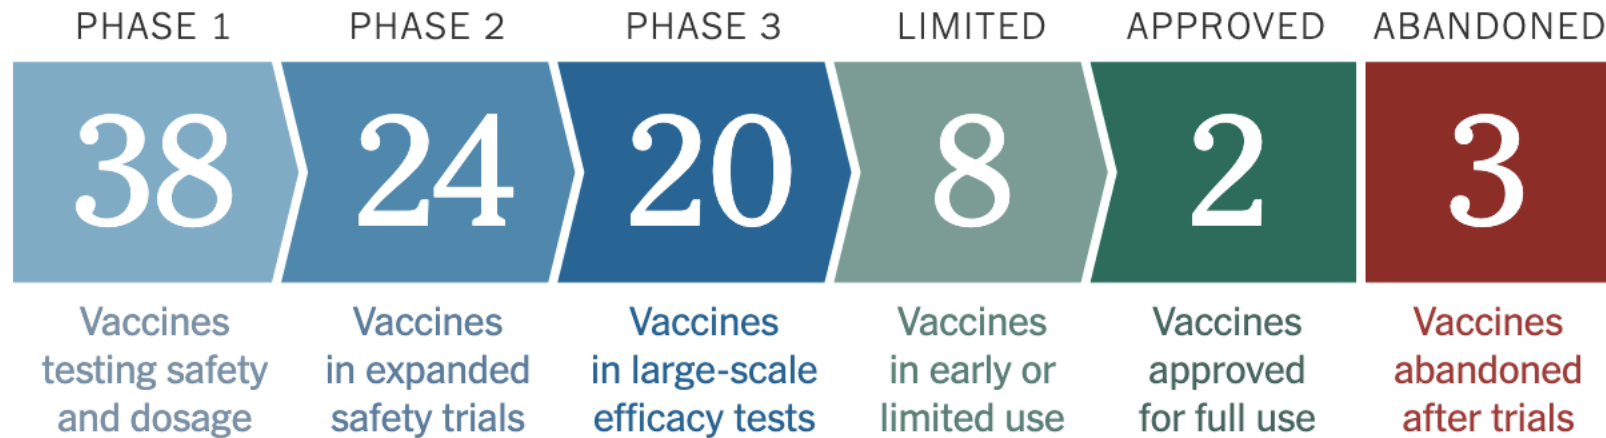 PHASE 1
PHASE 2
PHASE 3
LIMITED
APPROVED
ABANDONED
38
24
20
8
2
3
Vaccines
testing safety
and dosage
Vaccines
in expanded
safety trials
Vaccines
in large-scale
efficacy tests
Vaccines
in early or
limited use
Vaccines
approved
for full use
Vaccines
abandoned
after trials